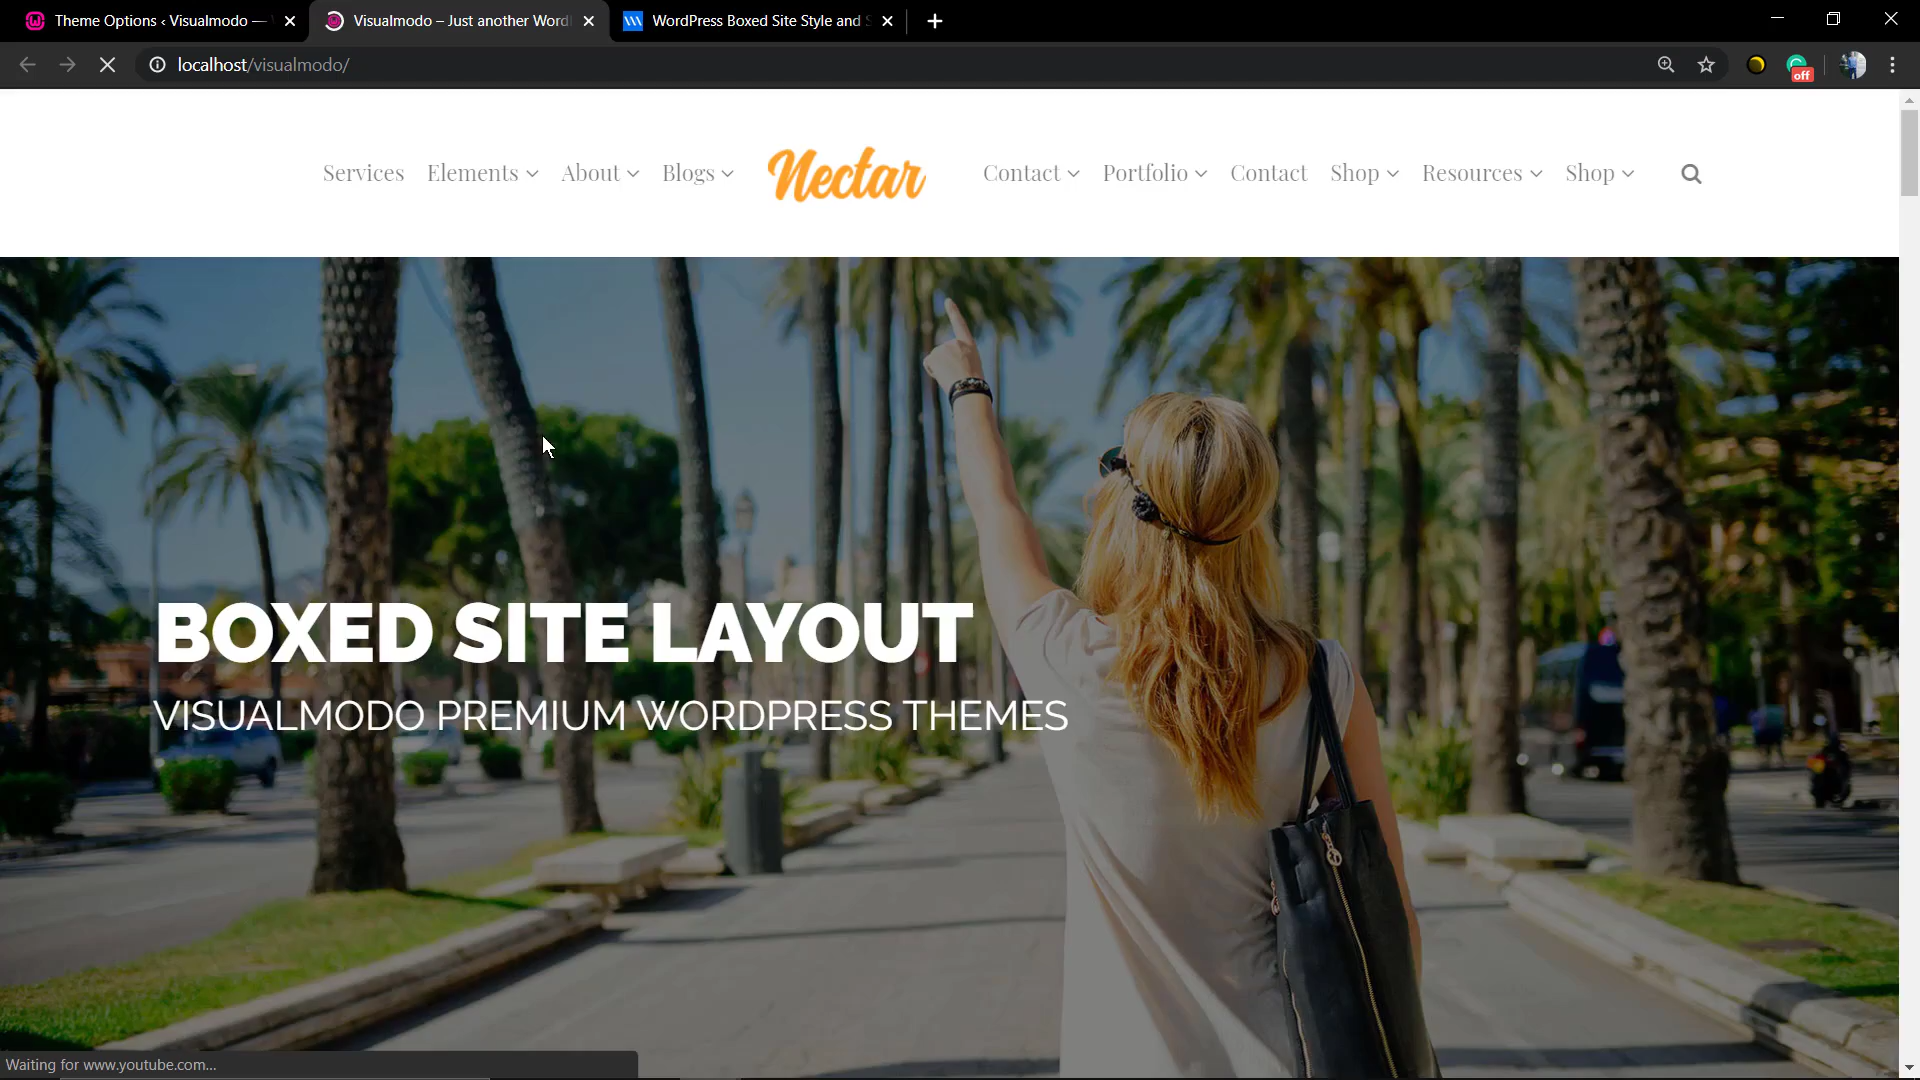 Theme Options ‹ Visualmodo —
Visualmodo – Just another Word
WordPress Boxed Site Style and S
localhost/visualmodo/
off
Services Elements About Blogs Nectar Contact Portfolio Contact Shop Resources Shop
BOXED SITE LAYOUT
VISUALMODO PREMIUM WORDPRESS THEMES
Waiting for www.youtube.com...